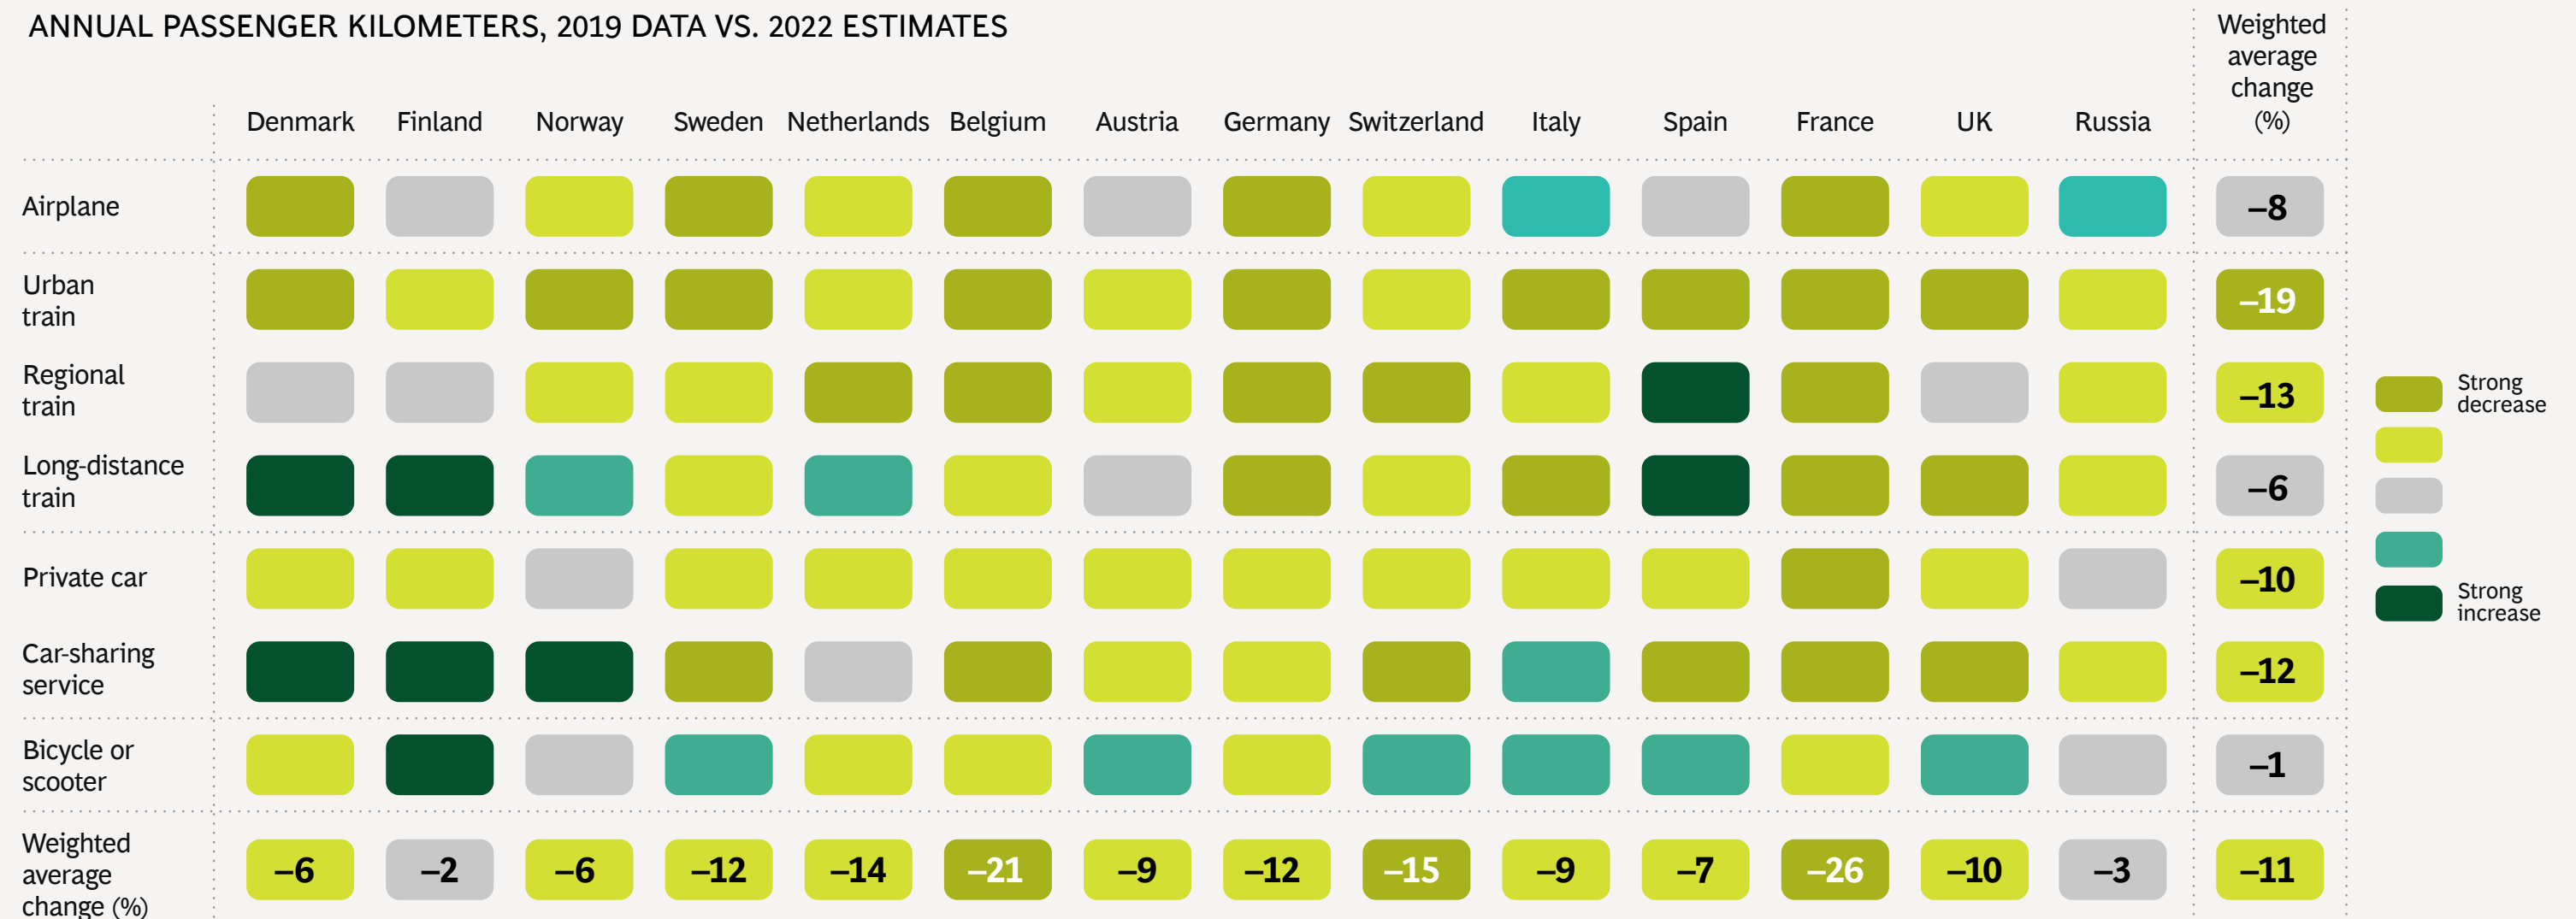 ANNUAL PASSENGER KILOMETERS, 2019 DATA VS. 2022 ESTIMATES
Weighted
average
change
(%)
Denmark Finland Norway Sweden Netherlands Belgium Austria Germany Switzerland Italy Spain France UK Russia
Airplane
–8
Urban
train
–19
Regional
train
–13
Long-distance
train
–6
Private car
–10
Car-sharing
service
–12
Bicycle or
scooter
–1
Weighted
average
change (%)
–6 –2 –6 –12 –14 –21 –9 –12 –15 –9 –7 –26 –10 –3 –11
Strong
decrease
Strong
increase